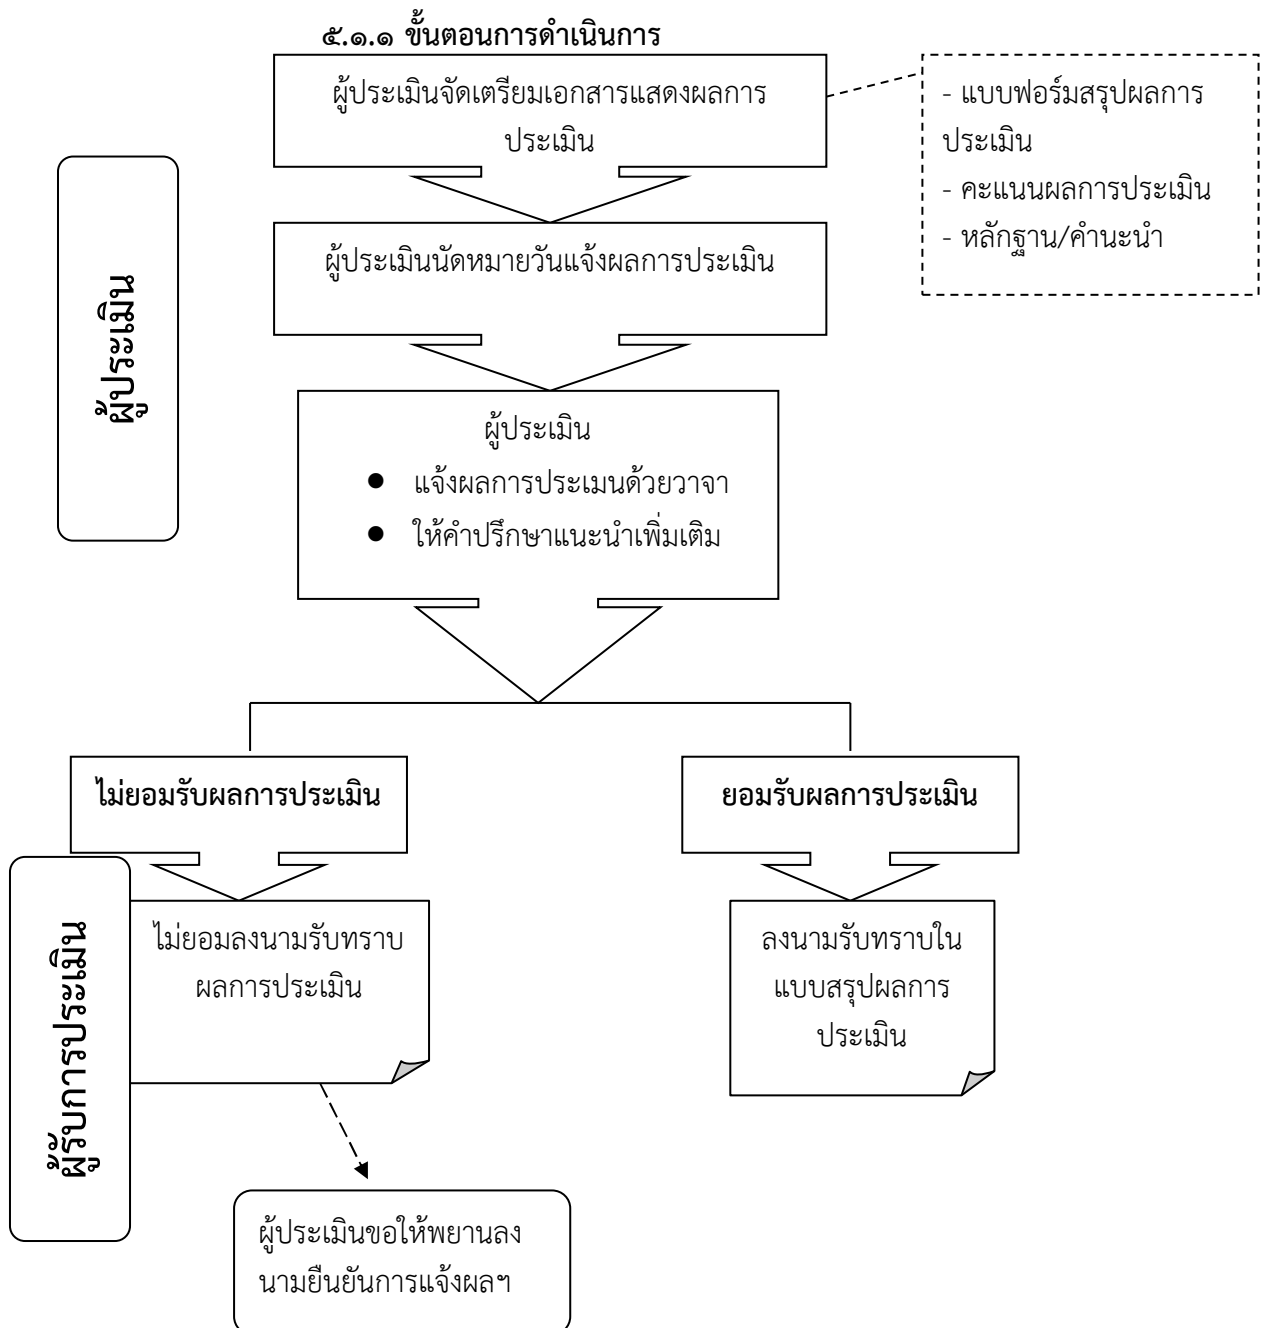 ๕.๑.๑ ขั้นตอนการดำเนินการ
ผู้ประเมินจัดเตรียมเอกสารแสดงผลการ
ประเมิน
- แบบฟอร์มสรุปผลการ
ประเมิน
- คะแนนผลการประเมิน
- หลักฐาน/คำนะนำ
ผู้ประเมินนัดหมายวันแจ้งผลการประเมิน
ผู้ประเมิน
ผู้ประเมิน
● แจ้งผลการประเมนด้วยวาจา
● ให้คำปรึกษาแนะนำเพิ่มเติม
ไม่ยอมรับผลการประเมิน
ยอมรับผลการประเมิน
ผู้รับการประเมิน
ไม่ยอมลงนามรับทราบ
ผลการประเมิน
ลงนามรับทราบใน
แบบสรุปผลการ
ประเมิน
ผู้ประเมินขอให้พยานลง
นามยืนยันการแจ้งผลฯ